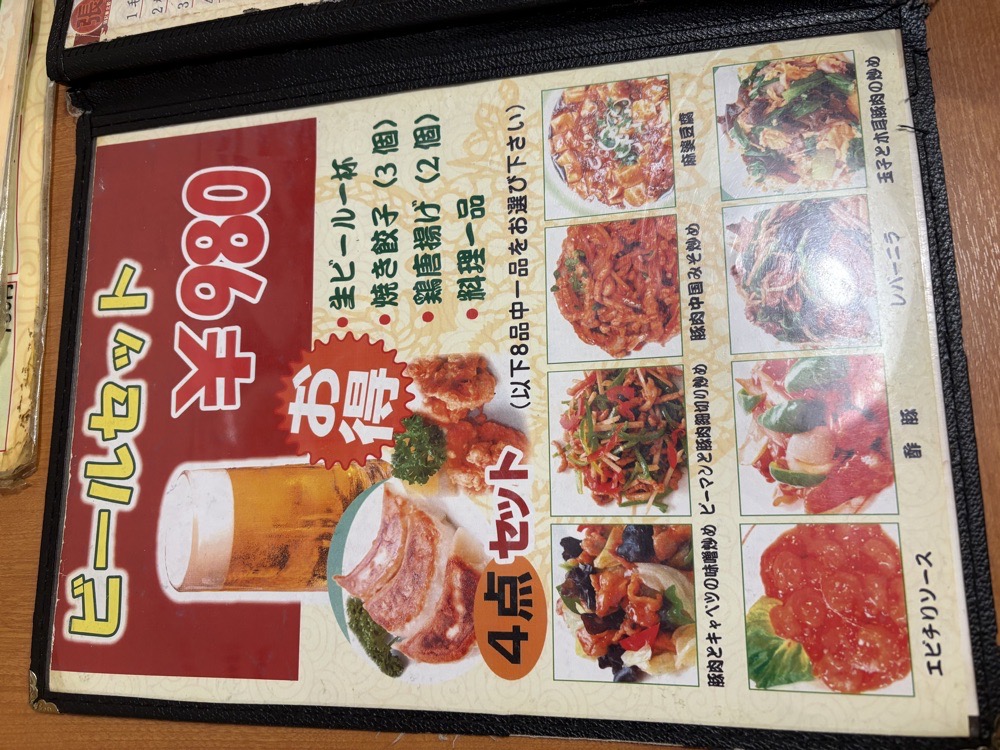 ビールセット
¥980
お得
・生ビール一杯
・焼き餃子（3個）
・鶏唐揚げ（2個）
・料理一品
4点セット
（以下8品中一品をお選び下さい）
豚肉とキャベツの味噌炒め
ピーマンと豚肉細切り炒め
豚肉中国みそ炒め
麻婆豆腐
エビチリソース
酢豚
レバーニラ
玉子と木耳豚肉の炒め